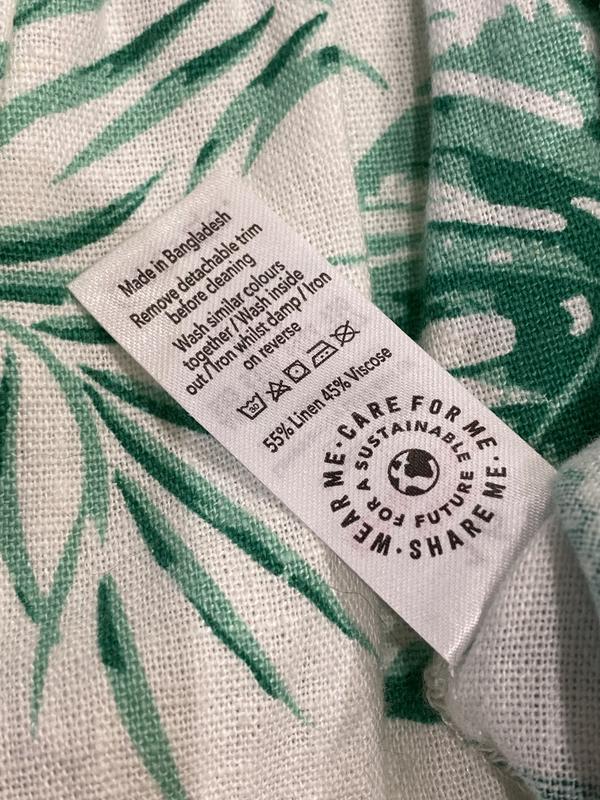 Made in Bangladesh
Remove detachable trim
before cleaning
Wash similar colours
together / Wash inside
out / Iron whilst damp / Iron
on reverse
30
55% Linen 45% Viscose
WEAR ME · CARE FOR ME · SHARE ME ·
FOR A SUSTAINABLE FUTURE